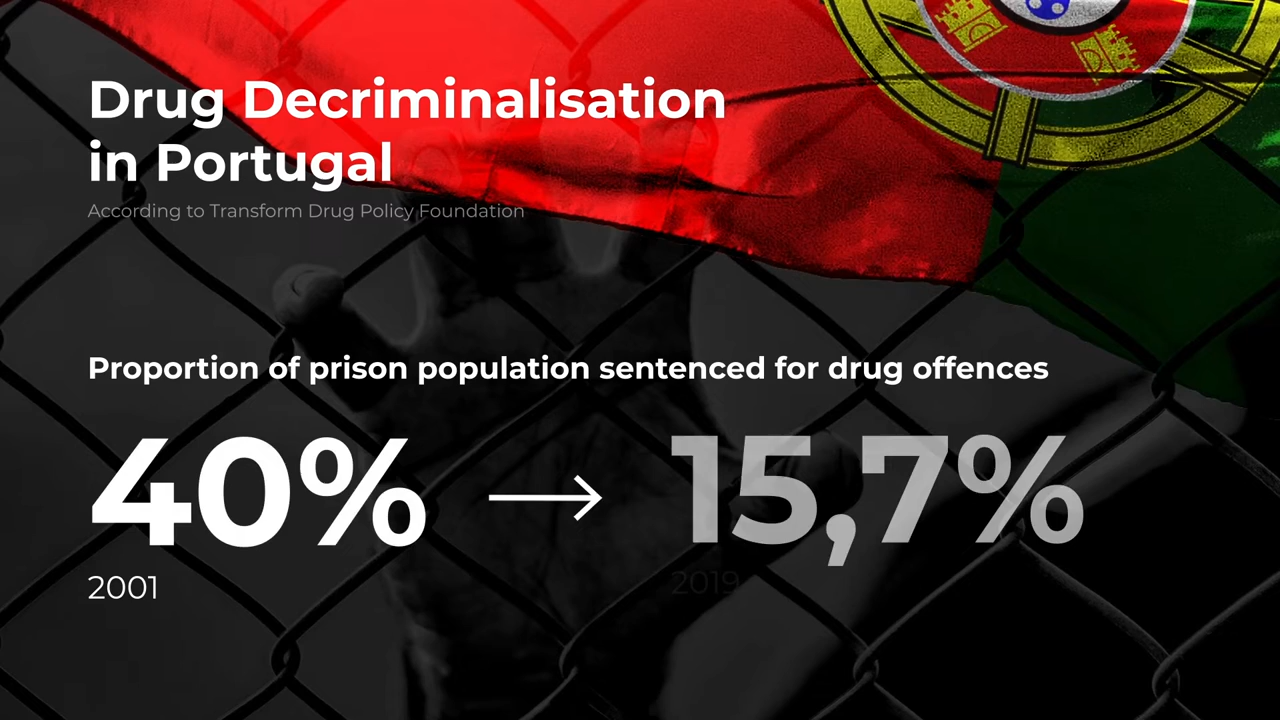 Drug Decriminalisation
in Portugal
According to Transform Drug Policy Foundation
Proportion of prison population sentenced for drug offences
40% → 15,7%
2001 2019